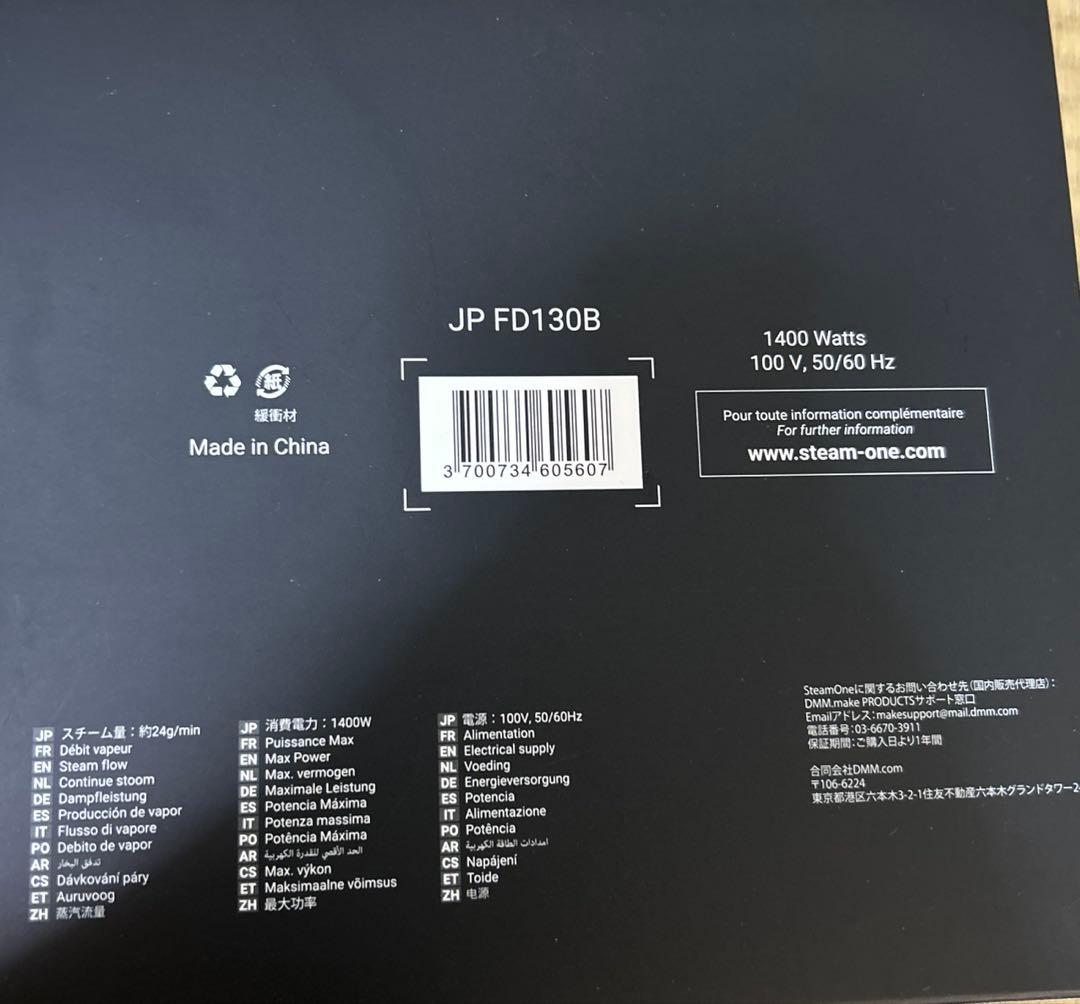 JP FD130B
1400 Watts
100 V, 50/60 Hz
紙
緩衝材
Made in China
3 700734 605607
Pour toute information complémentaire
For further information
www.steam-one.com
JP スチーム量：約24g/min
FR Débit vapeur
EN Steam flow
NL Continue stoom
DE Dampfleistung
ES Producción de vapor
IT Flusso di vapore
PO Debito de vapor
AR تدفق البخار
CS Dávkování páry
ET Auruvoog
ZH 蒸汽流量
JP 消費電力：1400W
FR Puissance Max
EN Max Power
NL Max. vermogen
DE Maximale Leistung
ES Potencia Máxima
IT Potenza massima
PO Potência Máxima
AR الحد الأقصي للقدرة الكهربية
CS Max. výkon
ET Maksimaalne võimsus
ZH 最大功率
JP 電源：100V, 50/60Hz
FR Alimentation
EN Electrical supply
NL Voeding
DE Energieversorgung
ES Potencia
IT Alimentazione
PO Potência
AR امدادات الطاقة الكهربية
CS Napájení
ET Toide
ZH 电源
SteamOneに関するお問い合わせ先（国内販売代理店）：
DMM.make PRODUCTSサポート窓口
Emailアドレス：makesupport@mail.dmm.com
電話番号：03-6670-3911
保証期間：ご購入日より1年間
合同会社DMM.com
〒106-6224
東京都港区六本木3-2-1住友不動産六本木グランドタワー